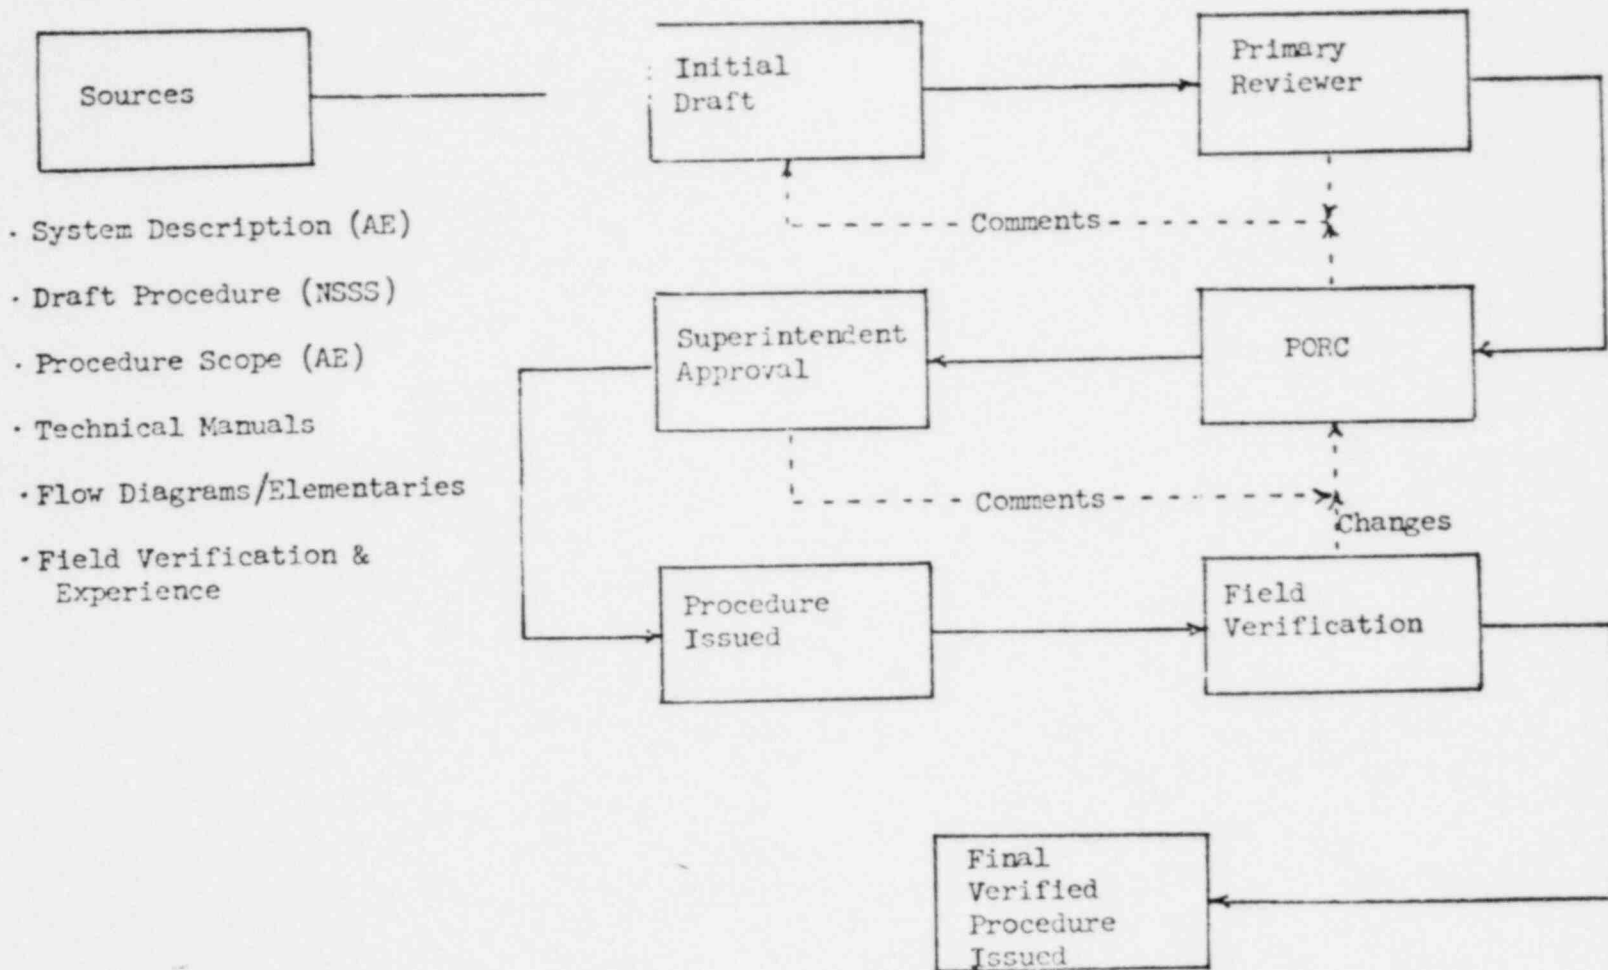 Sources
Initial
Draft
Primary
Reviewer
· System Description (AE)
· Draft Procedure (NSSS)
· Procedure Scope (AE)
· Technical Manuals
· Flow Diagrams/Elementaries
· Field Verification &
Experience
Comments
Superintendent
Approval
PORC
Comments
Changes
Procedure
Issued
Field
Verification
Final
Verified
Procedure
Issued